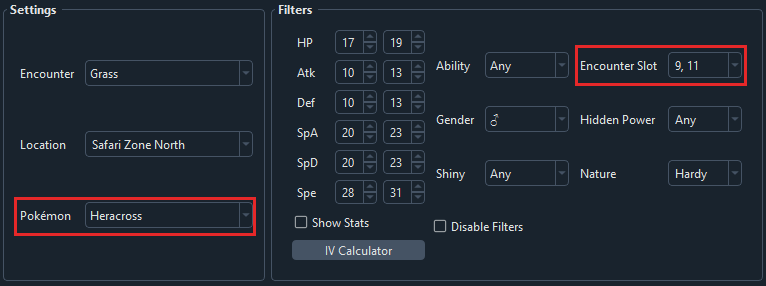 Settings
Encounter Grass
Location Safari Zone North
Pokémon Heracross
Filters
HP 17 19
Atk 10 13
Def 10 13
SpA 20 23
SpD 20 23
Spe 28 31
Show Stats
IV Calculator
Ability Any
Gender ♂
Shiny Any
Disable Filters
Encounter Slot 9, 11
Hidden Power Any
Nature Hardy